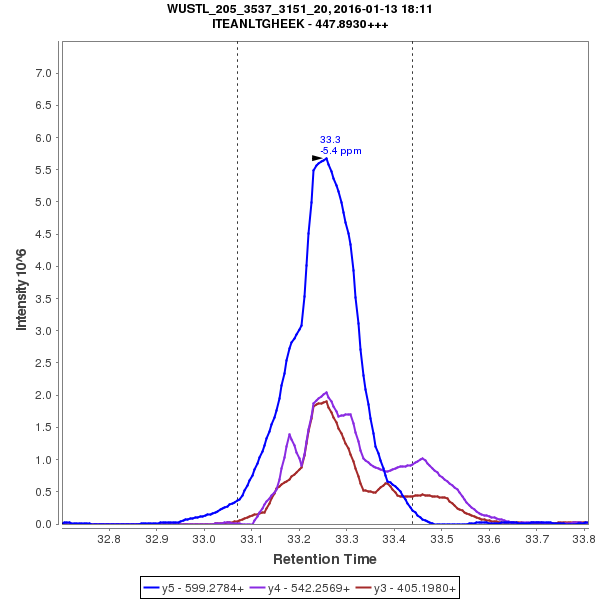 WUSTL_205_3537_3151_20, 2016-01-13 18:11
ITEANLTGHEEK - 447.8930+++
7.0
6.5
6.0
5.5
5.0
4.5
4.0
3.5
3.0
2.5
2.0
1.5
1.0
0.5
0.0
Intensity 10^6
33.3
-5.4 ppm
32.8 32.9 33.0 33.1 33.2 33.3 33.4 33.5 33.6 33.7 33.8
Retention Time
y5 - 599.2784+ y4 - 542.2569+ y3 - 405.1980+